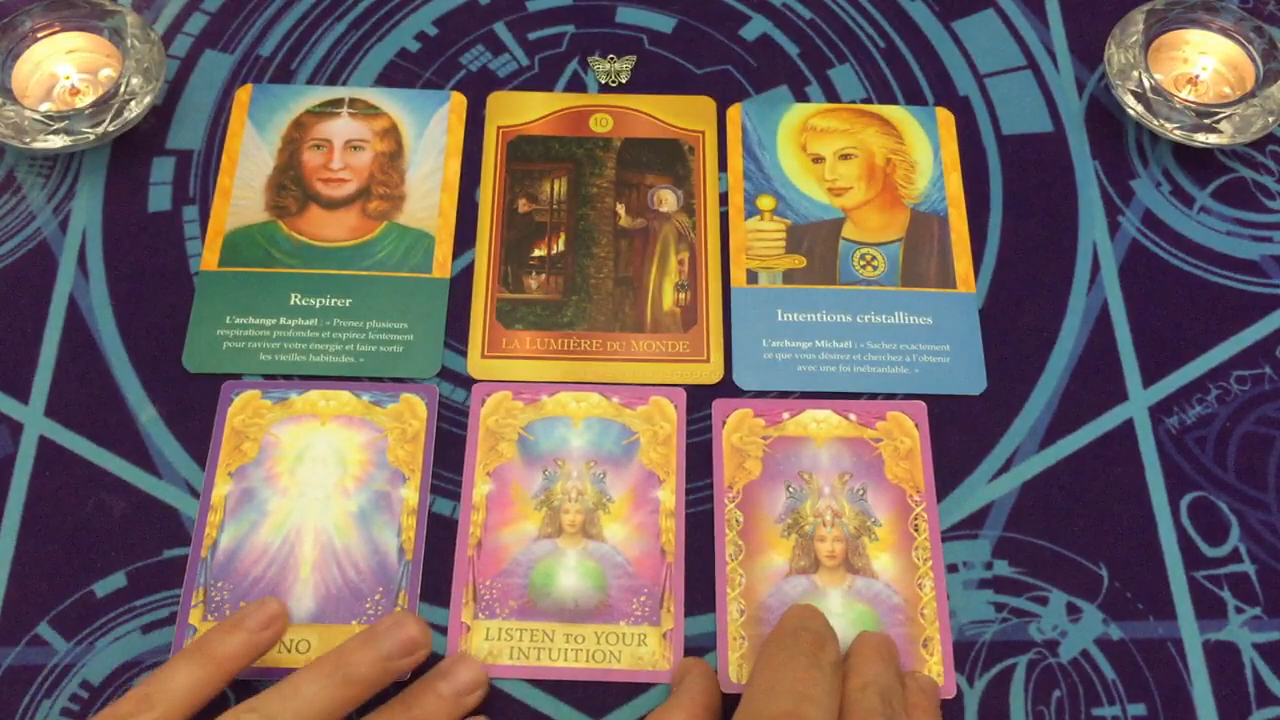 Respirer
L'archange Raphaël : « Prenez plusieurs
respirations profondes et expirez lentement
pour raviver votre énergie et faire sortir
les vieilles habitudes. »
10
LA LUMIÈRE DU MONDE
Intentions cristallines
L'archange Michaël : « Sachez exactement
ce que vous désirez et cherchez à l'obtenir
avec une foi inébranlable. »
NO
LISTEN TO YOUR
INTUITION